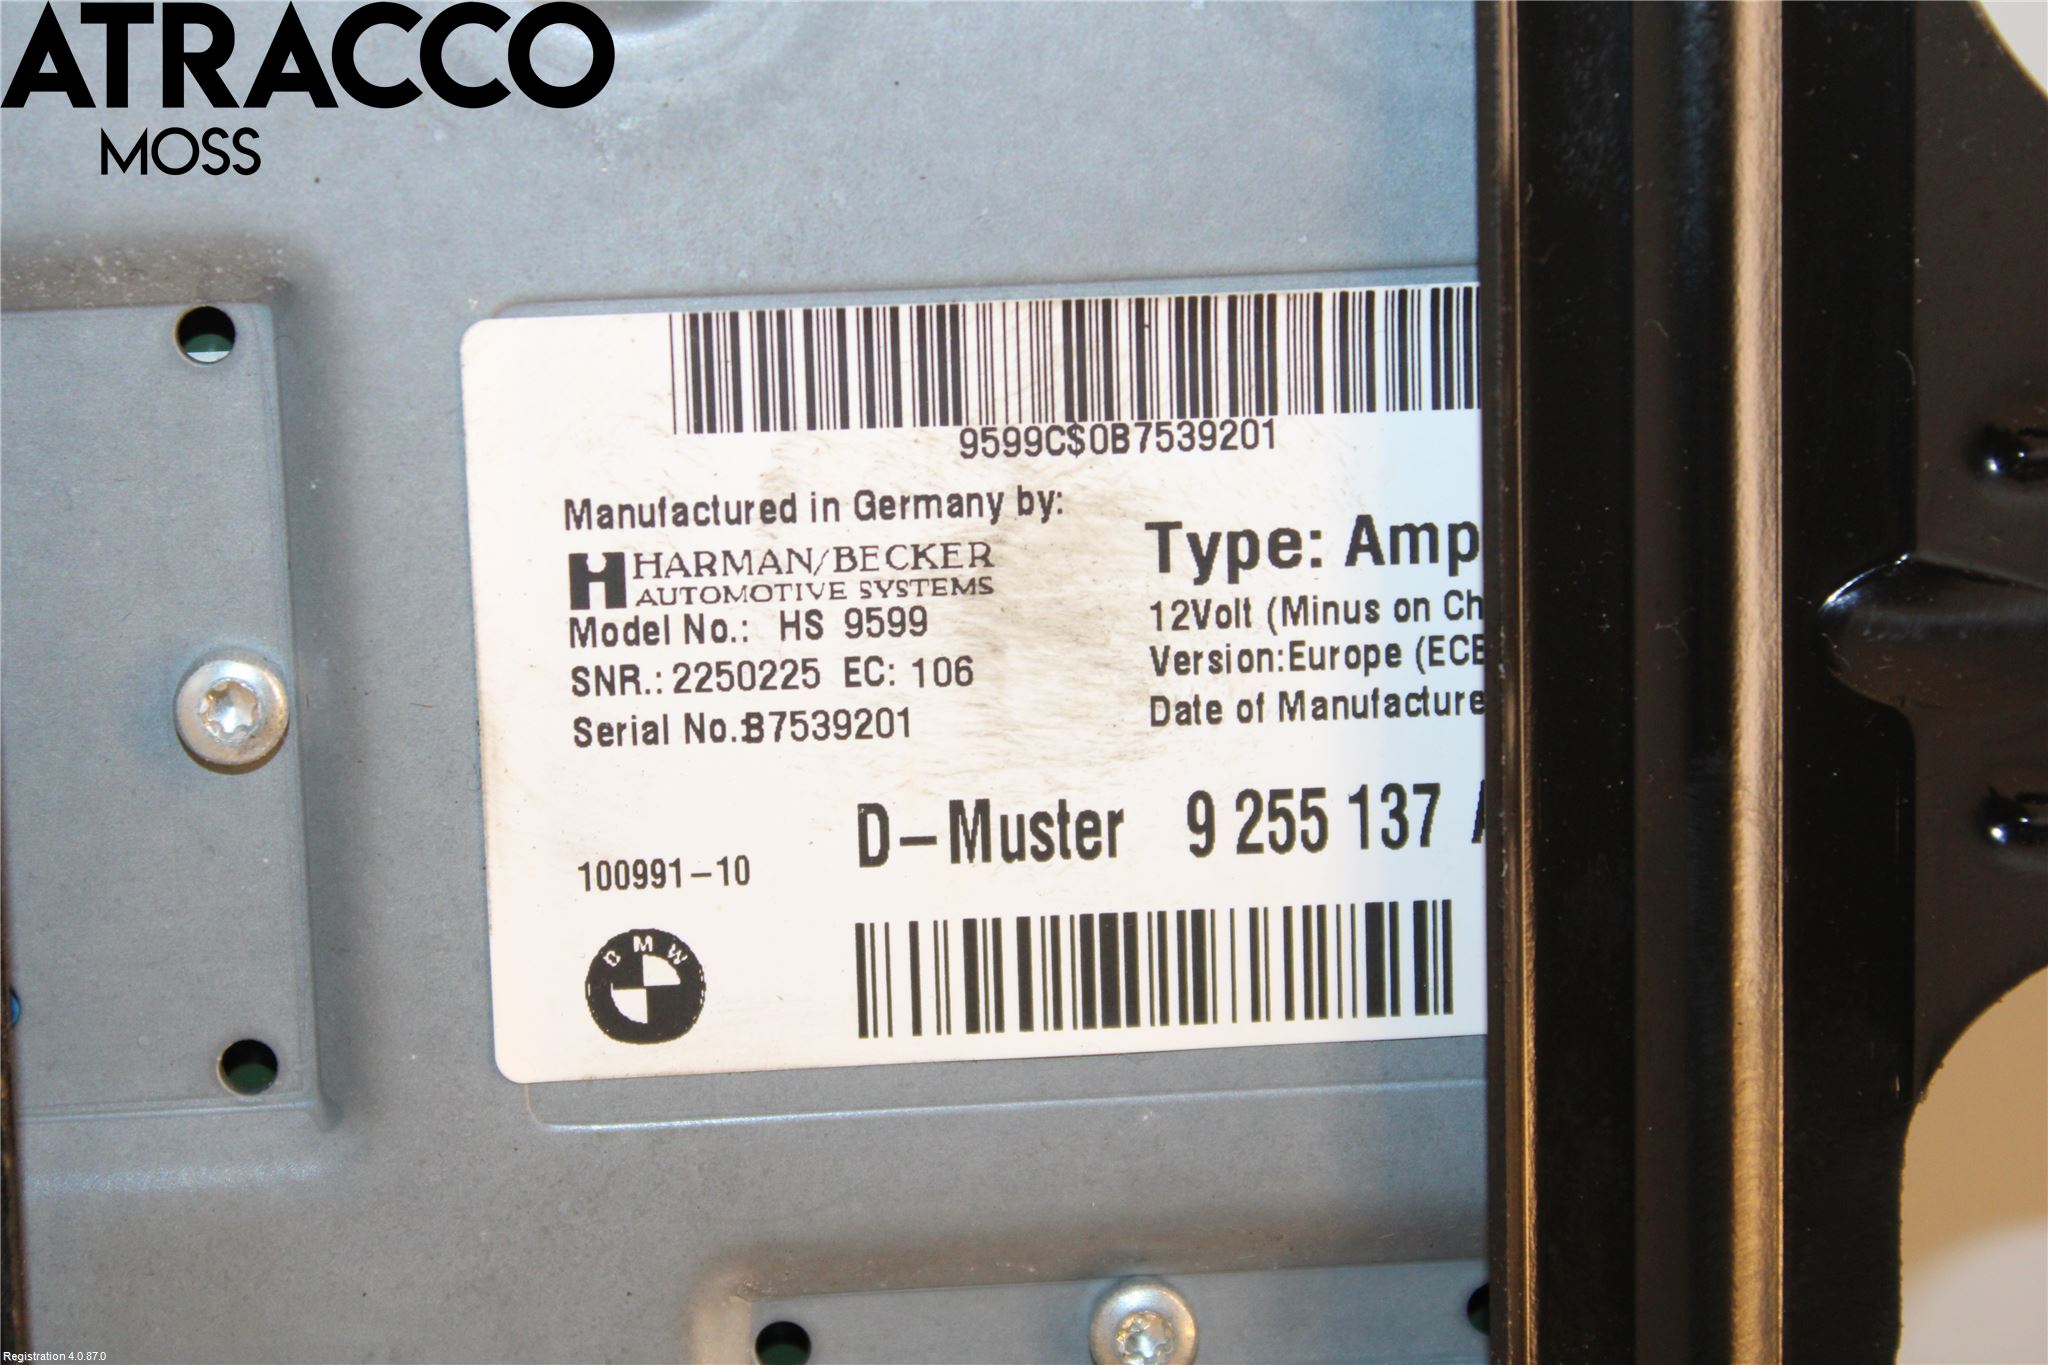 ATRACCO
MOSS
9599C$0B7539201
Manufactured in Germany by:
HARMAN/BECKER
AUTOMOTIVE SYSTEMS
Model No.: HS 9599
SNR.: 2250225 EC: 106
Serial No.:B7539201
Type: Amp
12Volt (Minus on Ch
Version:Europe (ECE
Date of Manufacture
D-Muster 9 255 137 A
100991-10
BMW
Registration 4.0.87.0